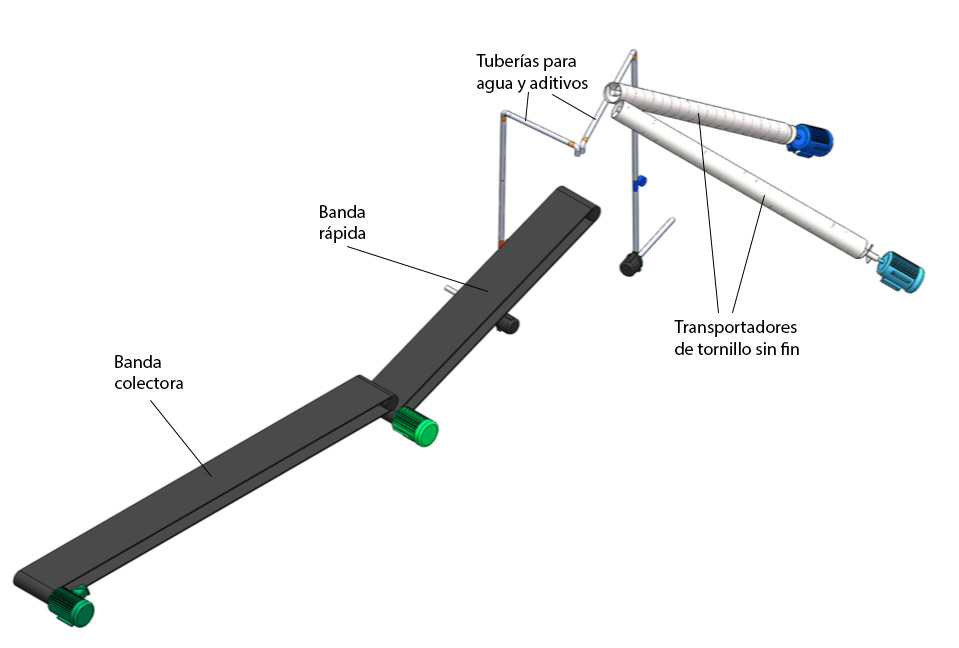 Tuberías para
agua y aditivos
Banda
rápida
Transportadores
de tornillo sin fin
Banda
colectora